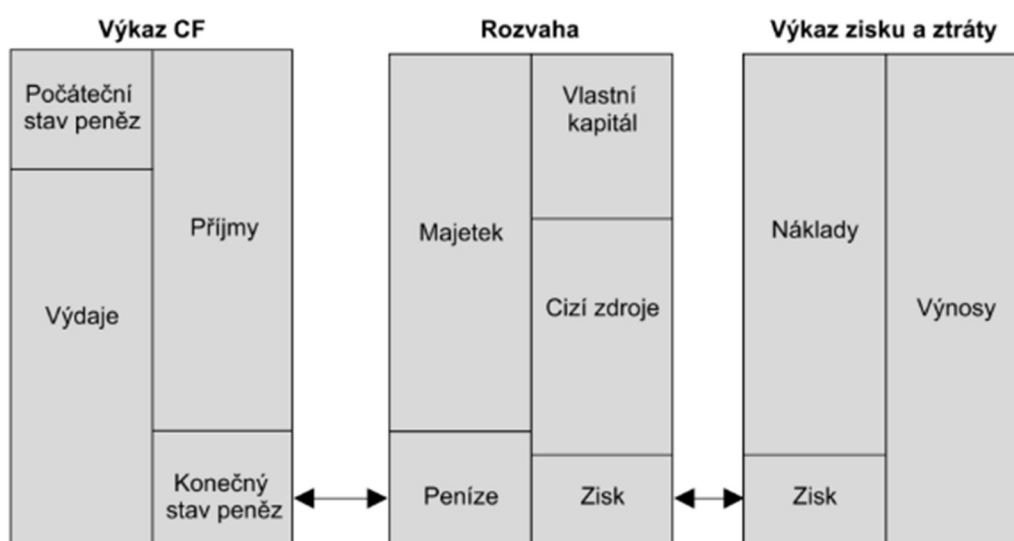 Výkaz CF
Počáteční
stav peněz
Příjmy
Výdaje
Konečný
stav peněz
Rozvaha
Vlastní
kapitál
Majetek
Cizí zdroje
Peníze
Zisk
Výkaz zisku a ztráty
Náklady
Výnosy
Zisk